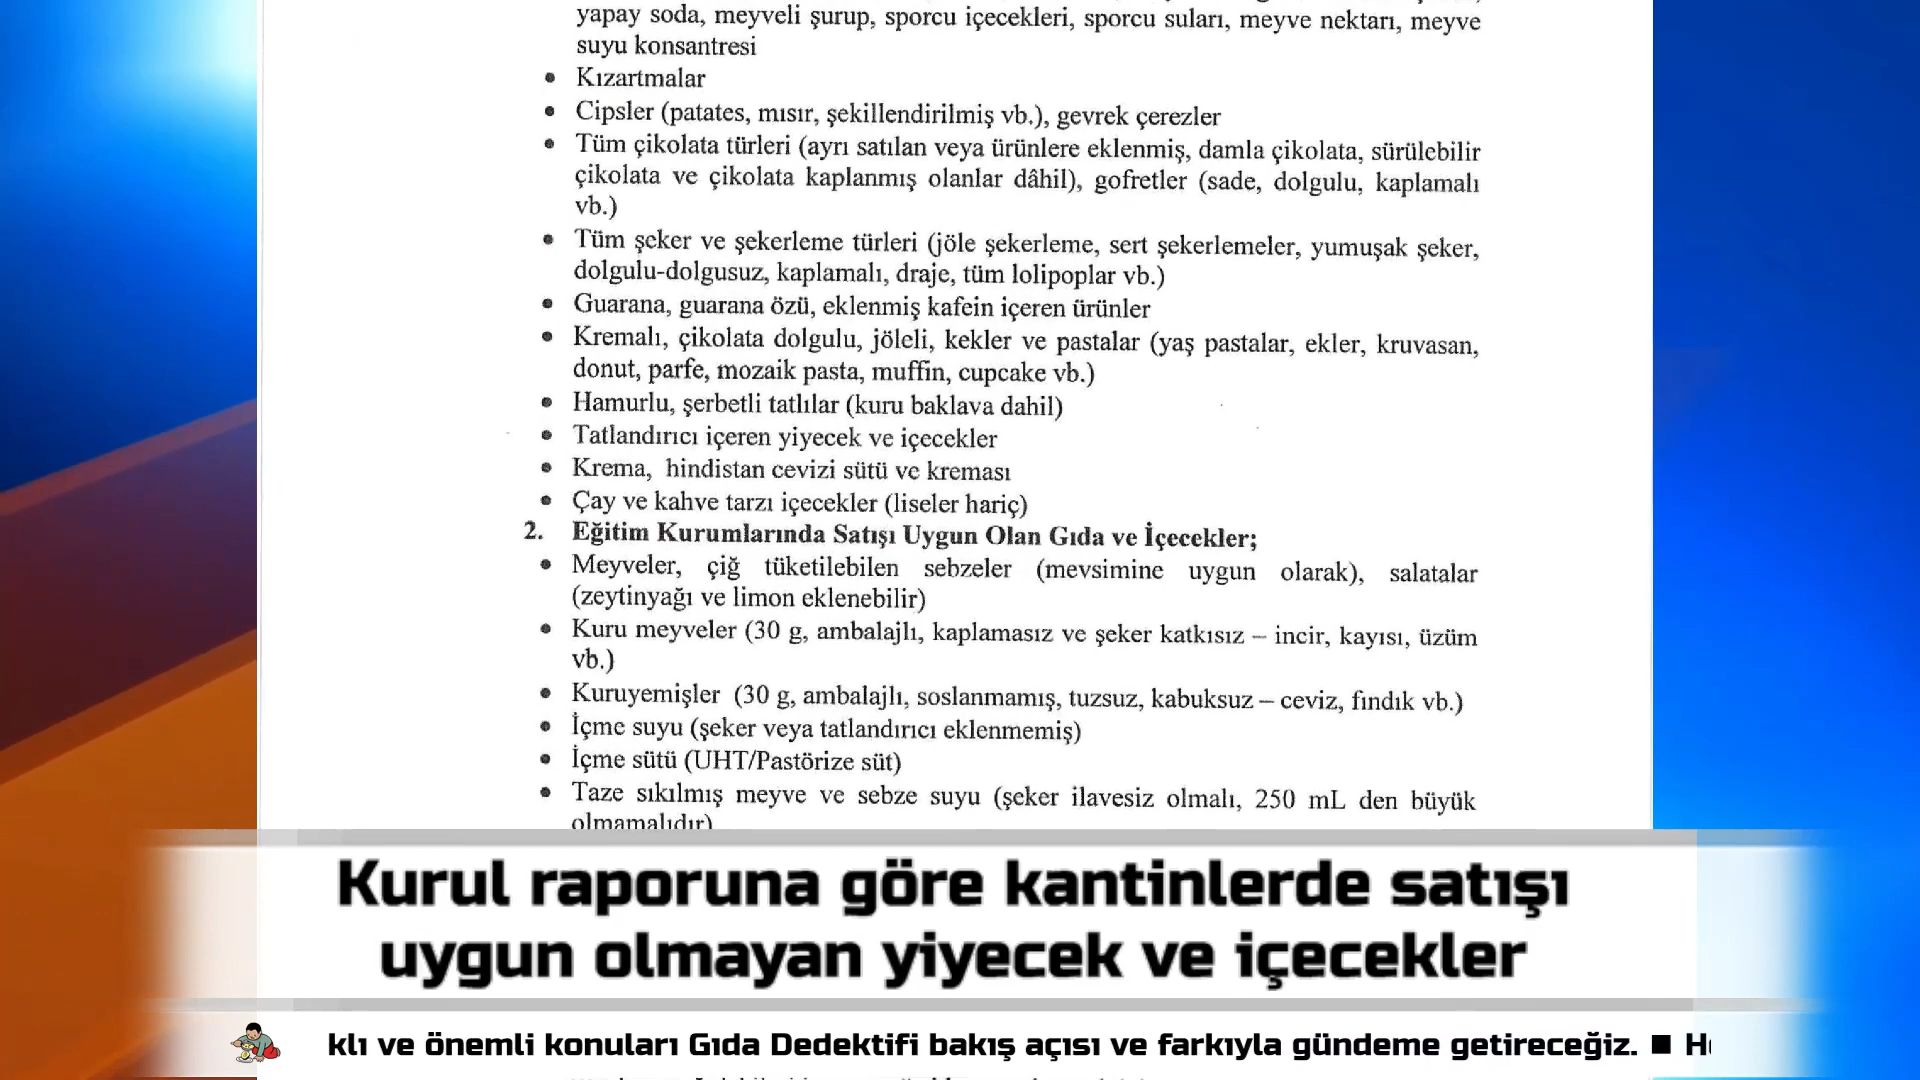 yapay soda, meyveli şurup, sporcu içecekleri, sporcu suları, meyve nektarı, meyve
suyu konsantresi
• Kızartmalar
• Cipsler (patates, mısır, şekillendirilmiş vb.), gevrek çerezler
• Tüm çikolata türleri (ayrı satılan veya ürünlere eklenmiş, damla çikolata, sürülebilir
çikolata ve çikolata kaplanmış olanlar dâhil), gofretler (sade, dolgulu, kaplamalı
vb.)
• Tüm şeker ve şekerleme türleri (jöle şekerleme, sert şekerlemeler, yumuşak şeker,
dolgulu-dolgusuz, kaplamalı, draje, tüm lolipoplar vb.)
• Guarana, guarana özü, eklenmiş kafein içeren ürünler
• Kremalı, çikolata dolgulu, jöleli, kekler ve pastalar (yaş pastalar, ekler, kruvasan,
donut, parfe, mozaik pasta, muffin, cupcake vb.)
• Hamurlu, şerbetli tatlılar (kuru baklava dahil)
• Tatlandırıcı içeren yiyecek ve içecekler
• Krema, hindistan cevizi sütü ve kreması
• Çay ve kahve tarzı içecekler (liseler hariç)
2. Eğitim Kurumlarında Satışı Uygun Olan Gıda ve İçecekler;
• Meyveler, çiğ tüketilebilen sebzeler (mevsimine uygun olarak), salatalar
(zeytinyağı ve limon eklenebilir)
• Kuru meyveler (30 g, ambalajlı, kaplamasız ve şeker katkısız – incir, kayısı, üzüm
vb.)
• Kuruyemişler (30 g, ambalajlı, soslanmamış, tuzsuz, kabuksuz – ceviz, fındık vb.)
• İçme suyu (şeker veya tatlandırıcı eklenmemiş)
• İçme sütü (UHT/Pastörize süt)
• Taze sıkılmış meyve ve sebze suyu (şeker ilavesiz olmalı, 250 mL den büyük
olmamalıdır)
Kurul raporuna göre kantinlerde satışı
uygun olmayan yiyecek ve içecekler
klı ve önemli konuları Gıda Dedektifi bakış açısı ve farkıyla gündeme getireceğiz. ■ H